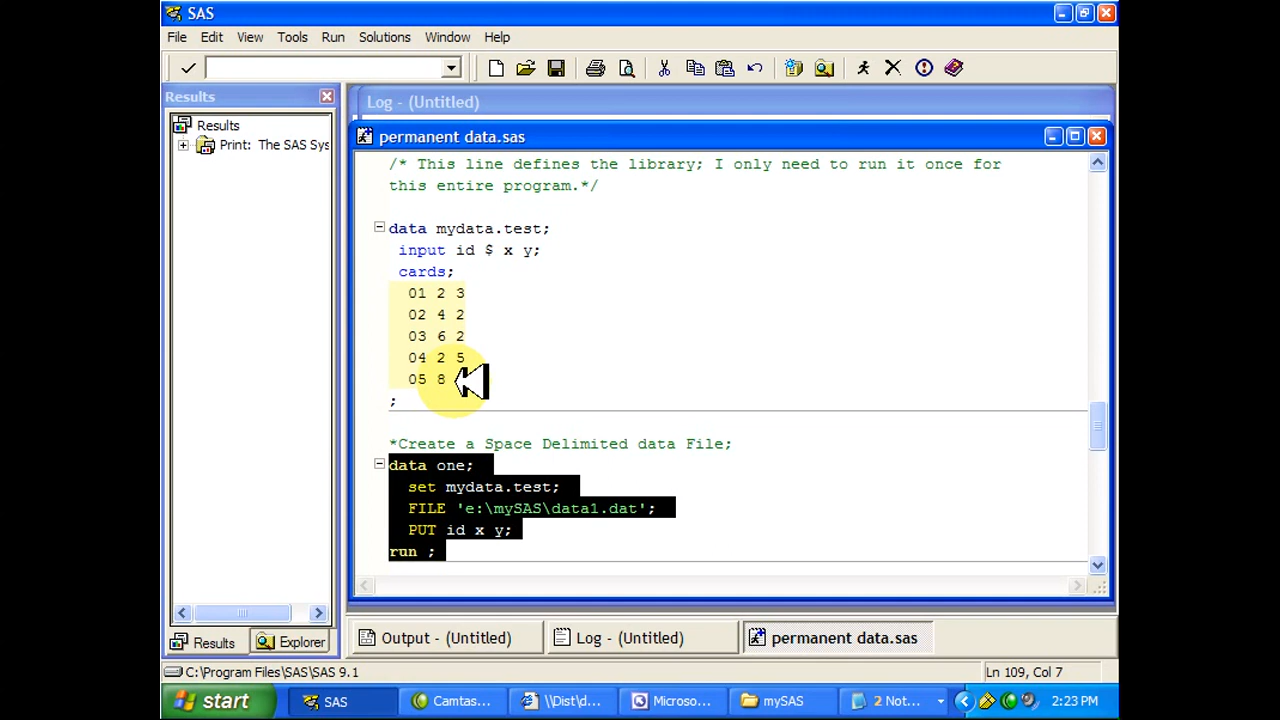 SAS
File Edit View Tools Run Solutions Window Help
Results
Results
Print: The SAS Sys
Log - (Untitled)
permanent data.sas
/* This line defines the library; I only need to run it once for
this entire program.*/
data mydata.test;
input id $ x y;
cards;
01 2 3
02 4 2
03 6 2
04 2 5
05 8
;
*Create a Space Delimited data File;
data one;
set mydata.test;
FILE 'e:\mySAS\data1.dat';
PUT id x y;
run ;
Results Explorer
Output - (Untitled) Log - (Untitled) permanent data.sas
C:\Program Files\SAS\SAS 9.1
Ln 109, Col 7
start SAS Camtas... \\Dist\d... Microso... mySAS 2 Not... 2:23 PM